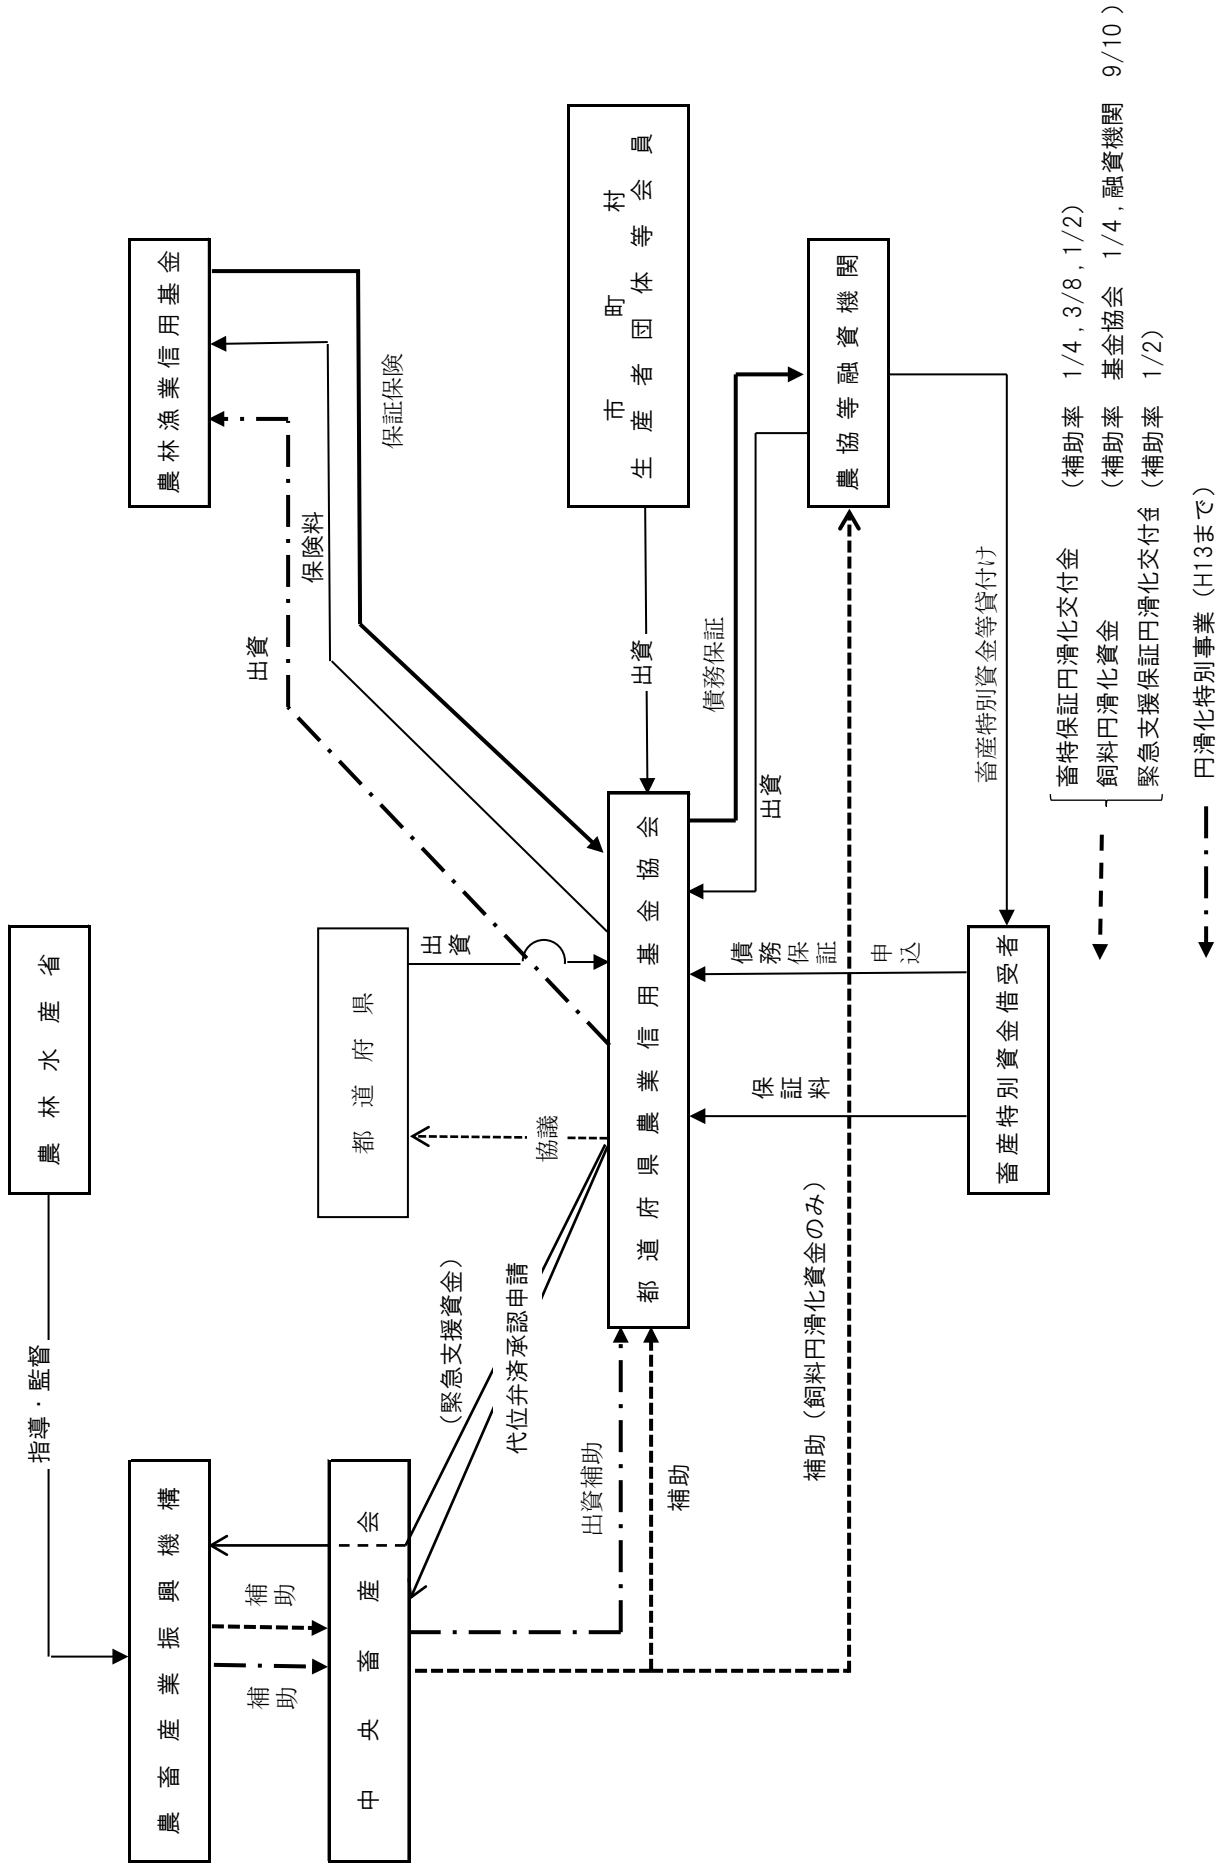 農林水産省
指導・監督
農畜産業振興機構
農林漁業信用基金
補助
補助
中央畜産会
都道府県
出資
保険料
保証保険
出資
協議
(緊急支援資金)
代位弁済承認申請
出資補助
補助
市町村
生産者団体等会員
出資
都道府県農業信用基金協会
債務保証
出資
保証料
債務保証 申込
補助(飼料円滑化資金のみ)
農協等融資機関
畜産特別資金等貸付け
畜産特別資金借受者
畜特保証円滑化交付金 (補助率 1/4,3/8,1/2)
飼料円滑化資金 (補助率 基金協会 1/4,融資機関 9/10)
緊急支援保証円滑化交付金 (補助率 1/2)
円滑化特別事業(H13まで)